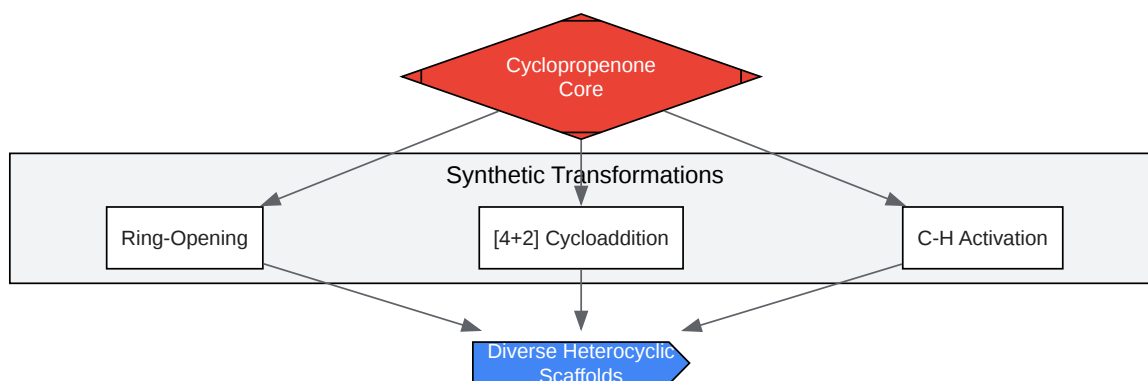 Cyclopropenone
Core
Synthetic Transformations
Ring-Opening
[4+2] Cycloaddition
C-H Activation
Diverse Heterocyclic
Scaffolds